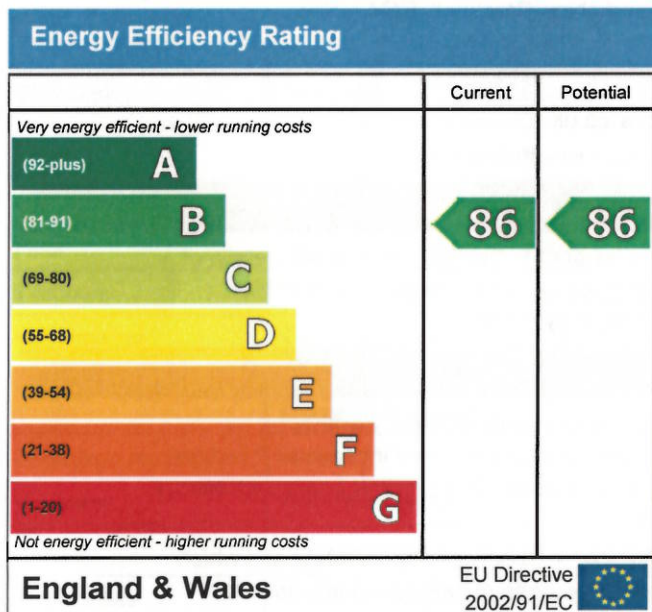 Energy Efficiency Rating
Current Potential
Very energy efficient - lower running costs
(92-plus) A
(81-91) B 86 86
(69-80) C
(55-68) D
(39-54) E
(21-38) F
(1-20) G
Not energy efficient - higher running costs
England & Wales
EU Directive
2002/91/EC